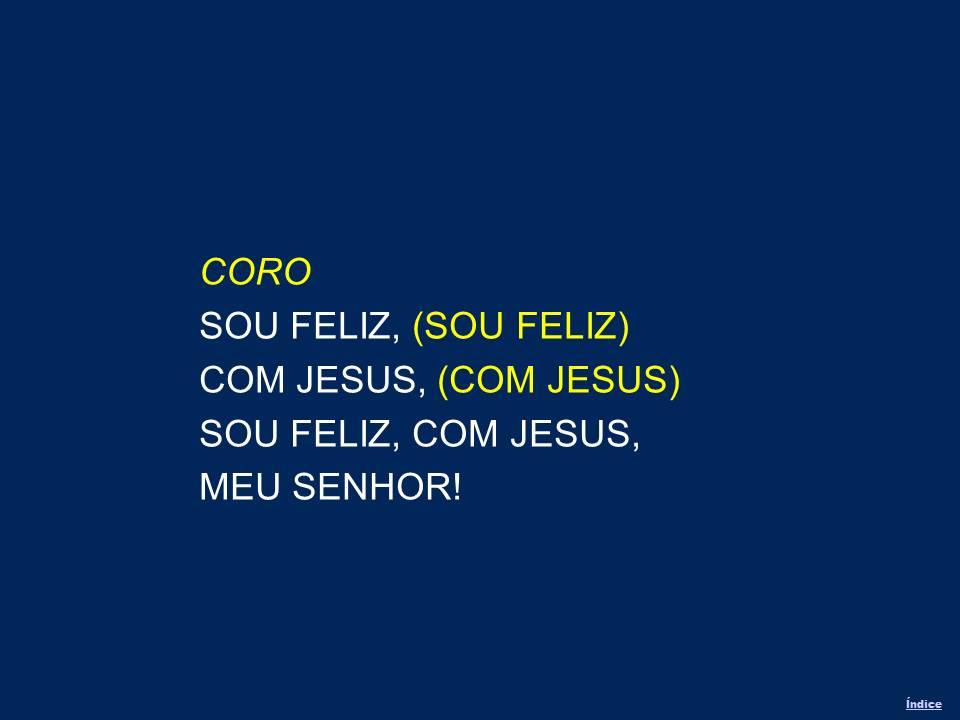 CORO
SOU FELIZ, (SOU FELIZ)
COM JESUS, (COM JESUS)
SOU FELIZ, COM JESUS,
MEU SENHOR!
Índice